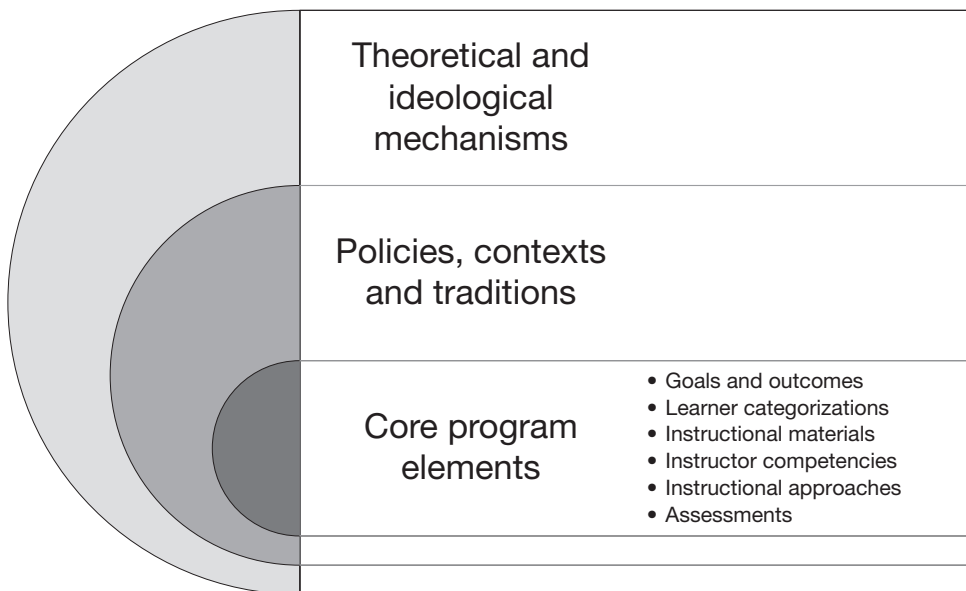 Theoretical and
ideological
mechanisms
Policies, contexts
and traditions
Core program
elements
• Goals and outcomes
• Learner categorizations
• Instructional materials
• Instructor competencies
• Instructional approaches
• Assessments